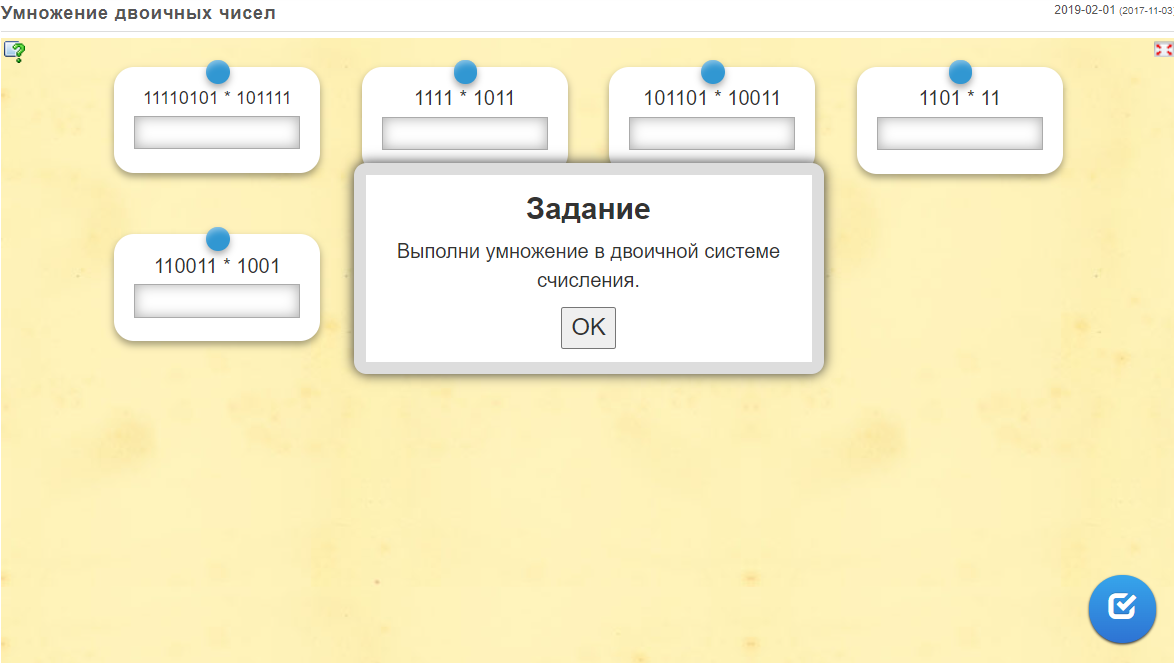 Умножение двоичных чисел
2019-02-01 (2017-11-03)
11110101 * 101111
1111 * 1011
101101 * 10011
1101 * 11
110011 * 1001
Задание
Выполни умножение в двоичной системе
счисления.
OK